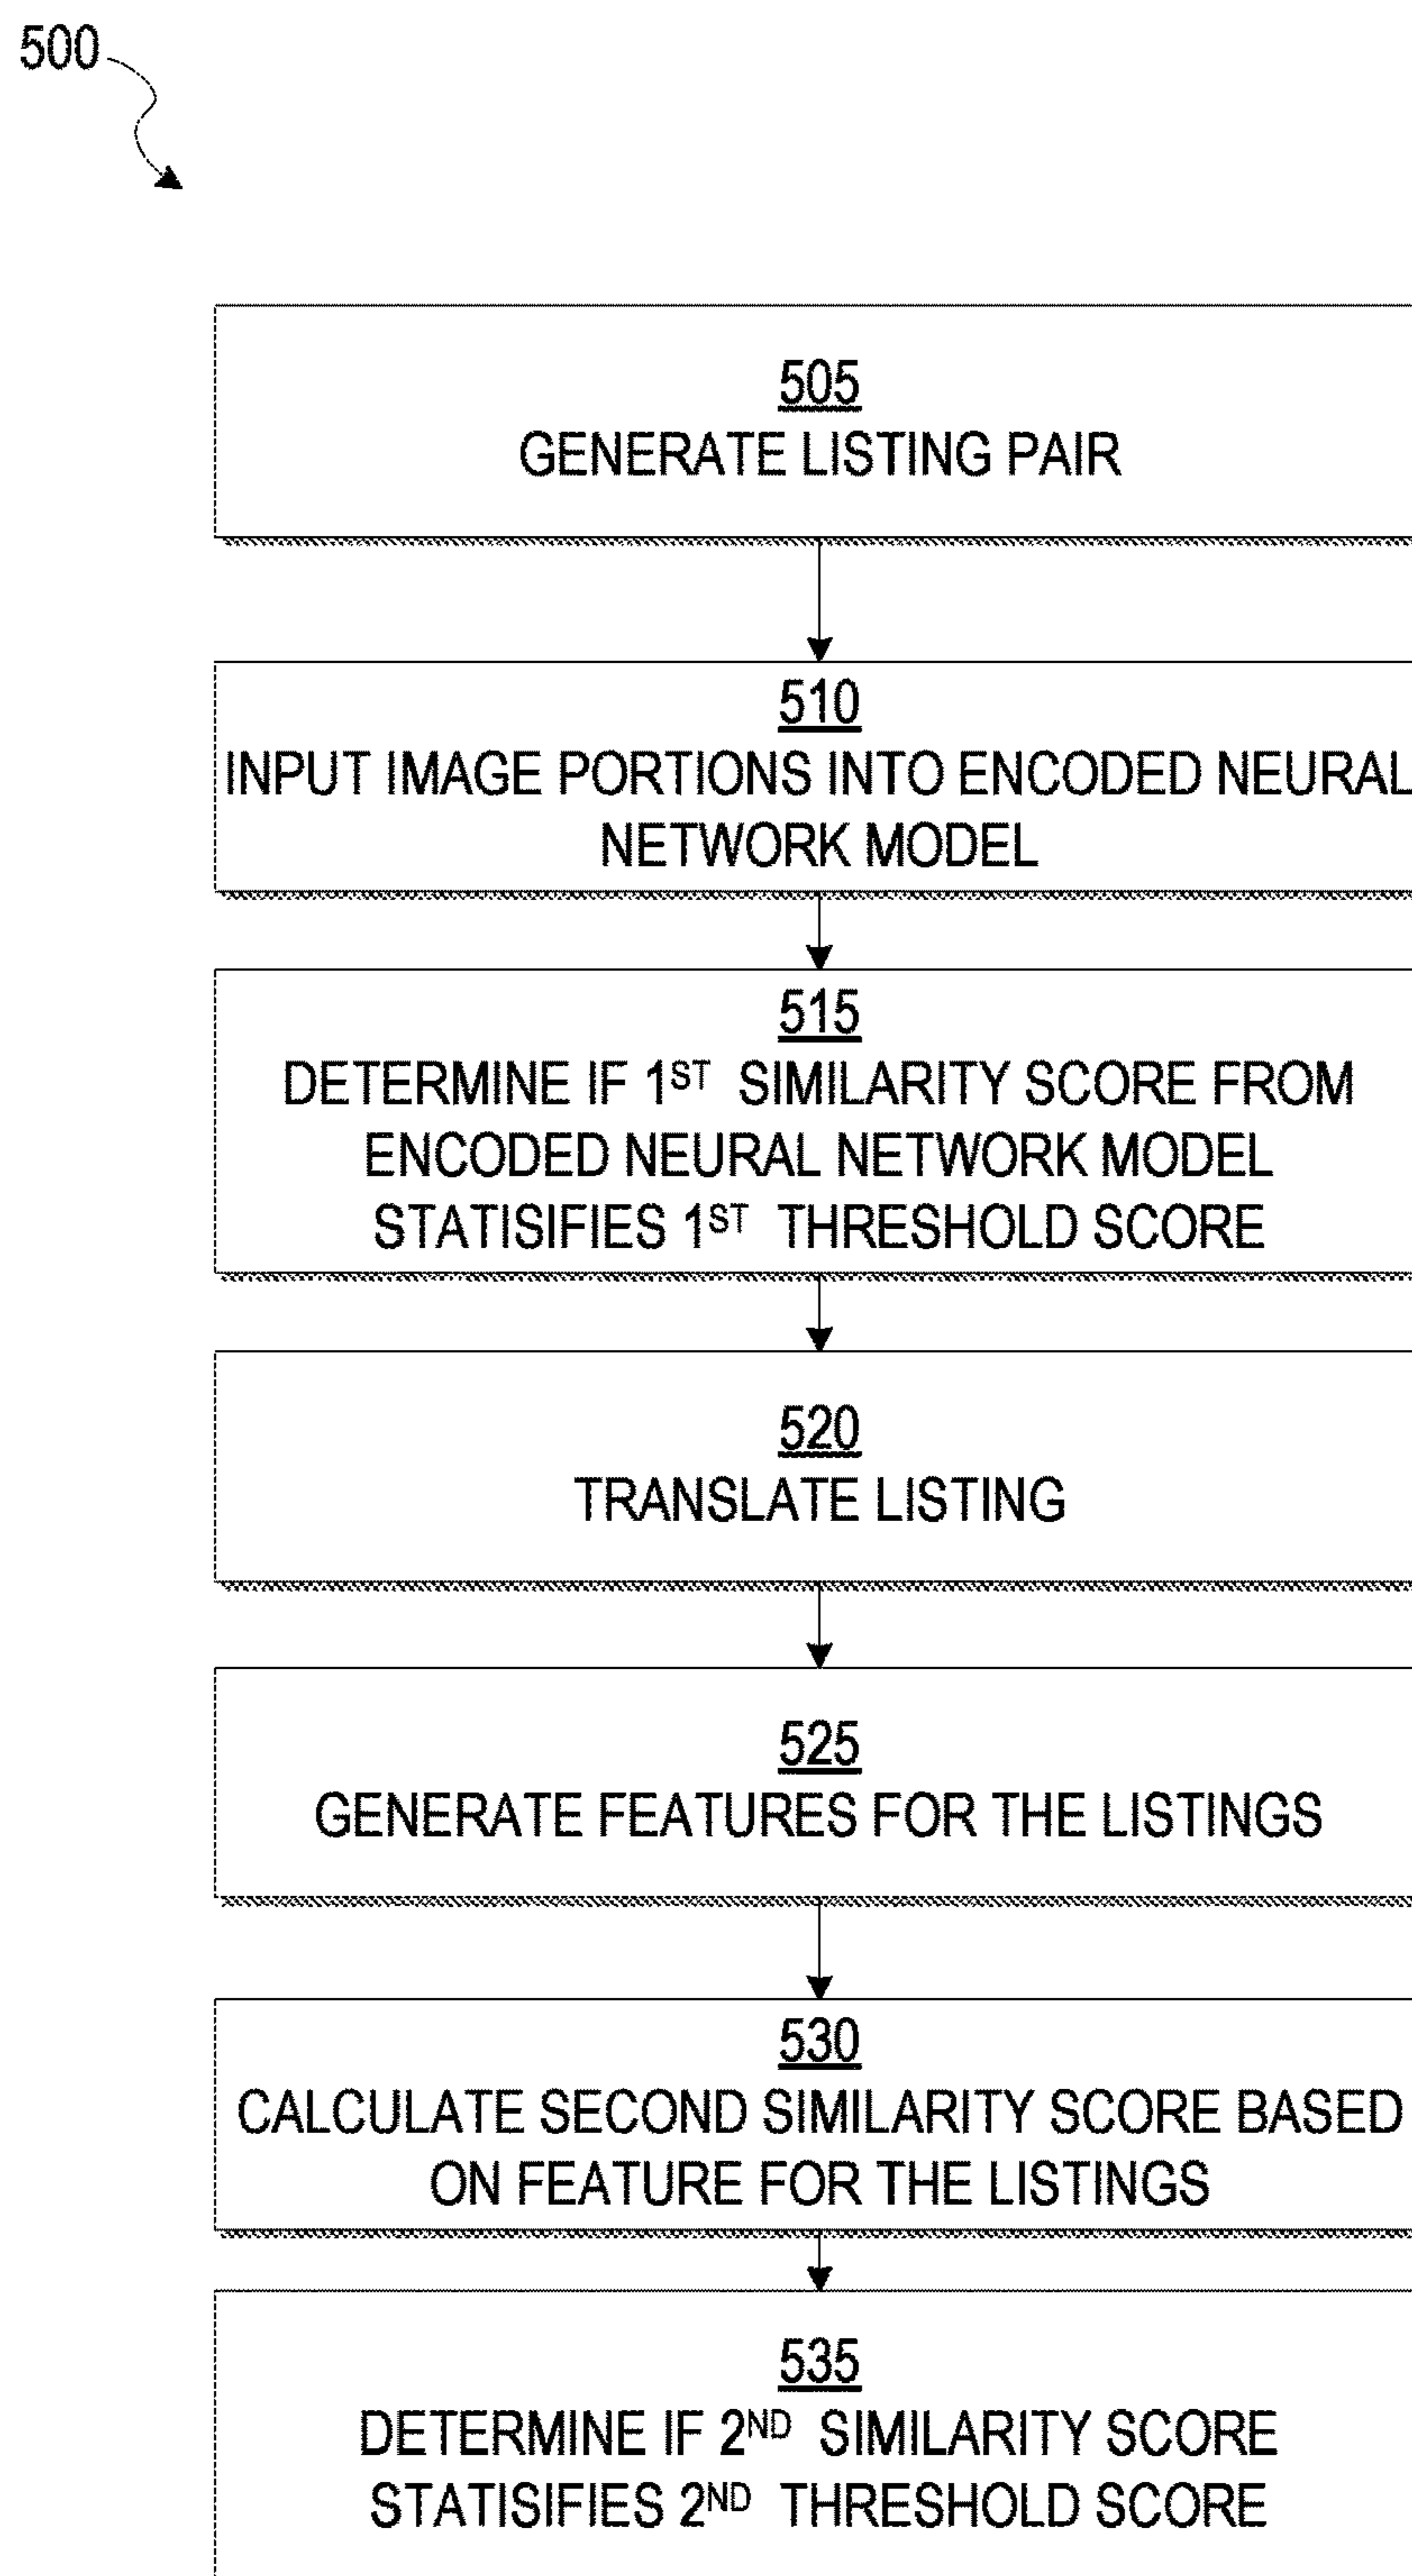 500
505
GENERATE LISTING PAIR
510
INPUT IMAGE PORTIONS INTO ENCODED NEURAL
NETWORK MODEL
515
DETERMINE IF 1ST SIMILARITY SCORE FROM
ENCODED NEURAL NETWORK MODEL
STATISIFIES 1ST THRESHOLD SCORE
520
TRANSLATE LISTING
525
GENERATE FEATURES FOR THE LISTINGS
530
CALCULATE SECOND SIMILARITY SCORE BASED
ON FEATURE FOR THE LISTINGS
535
DETERMINE IF 2ND SIMILARITY SCORE
STATISIFIES 2ND THRESHOLD SCORE